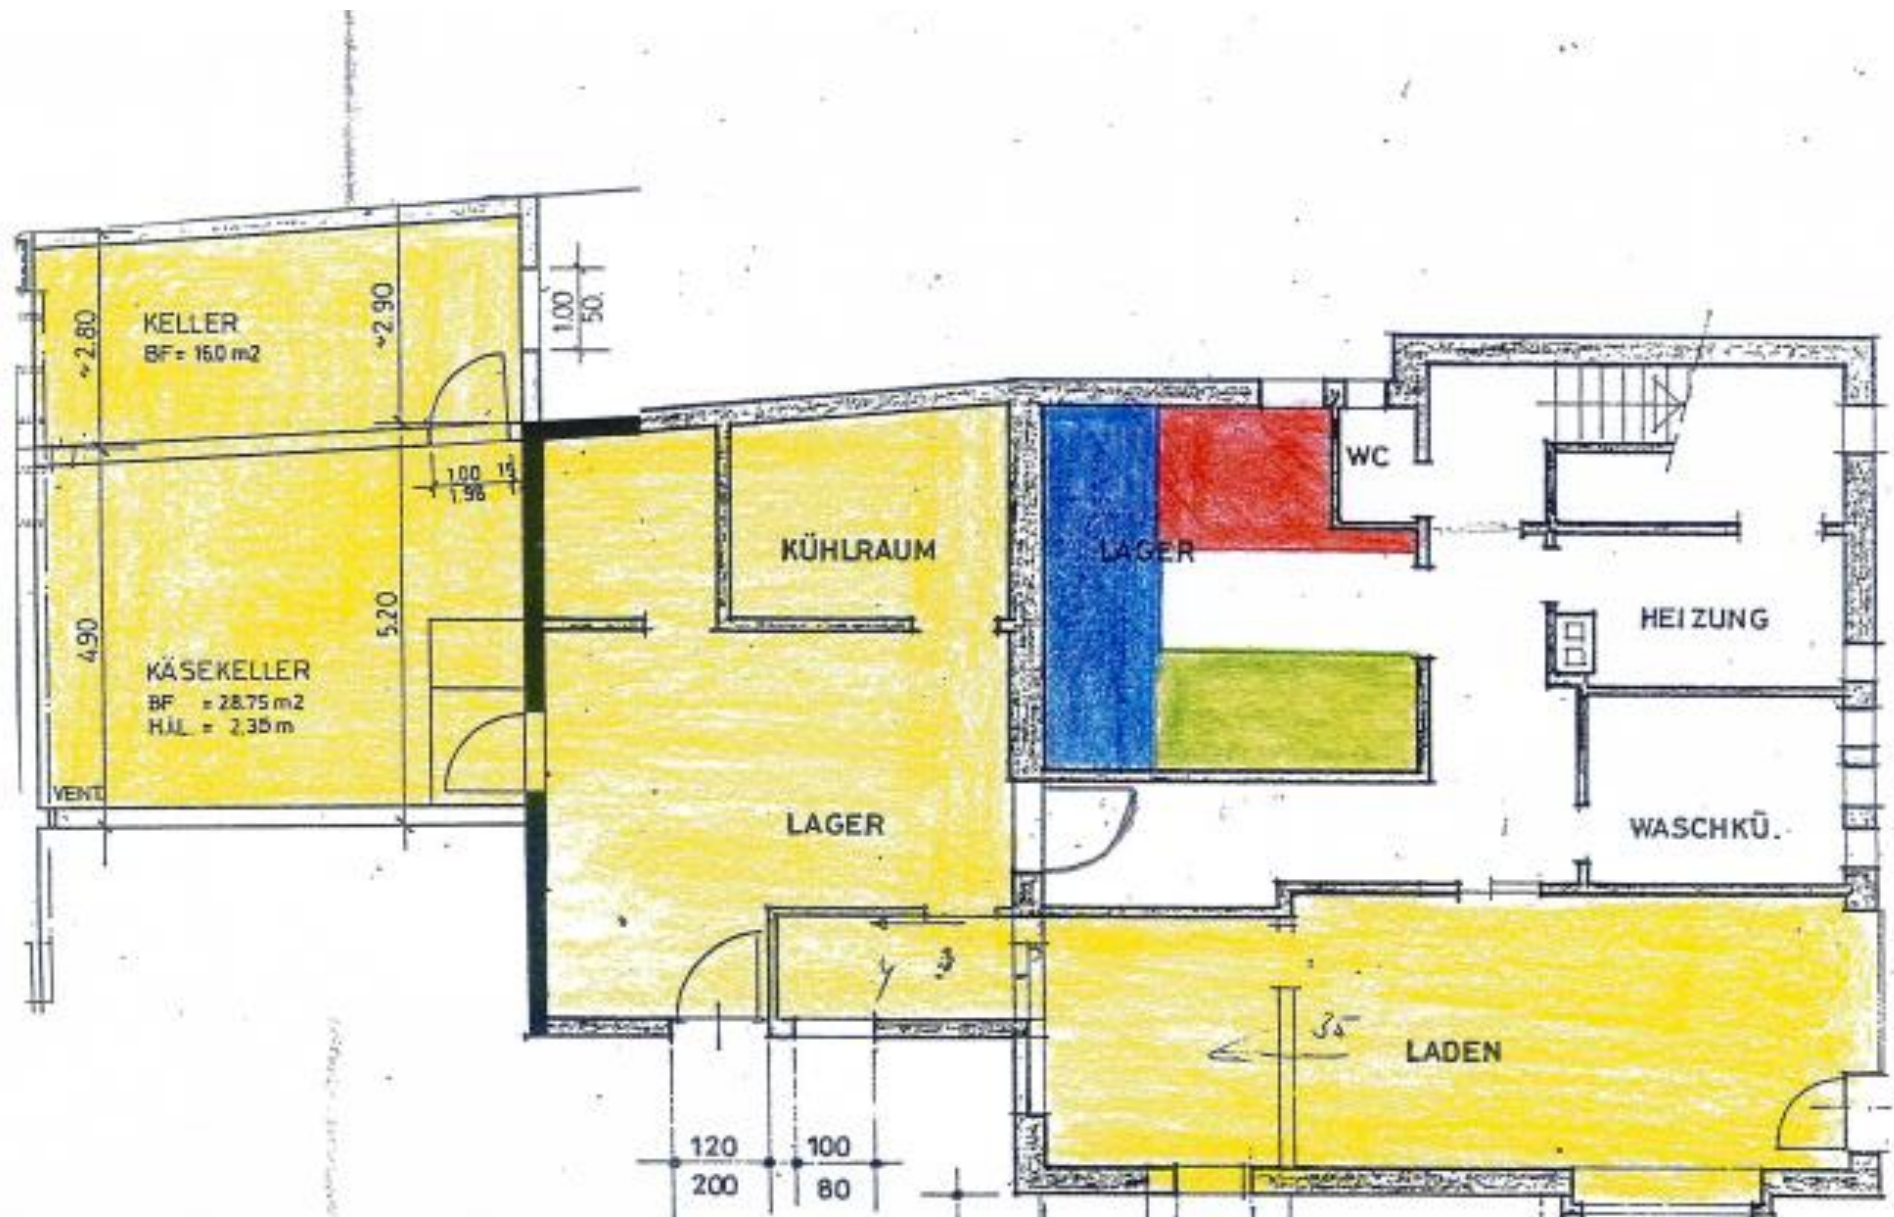 KELLER
BF = 16.0 m2
~2.80
~2.90
1.00
50.
1.00 15
1.96
4.90
5.20
KÄSEKELLER
BF = 28.75 m2
H.i.L. = 2,35 m
VENT.
KÜHLRAUM
LAGER
WC
HEIZUNG
LAGER
WASCHKÜ.
35
LADEN
120
200
100
80